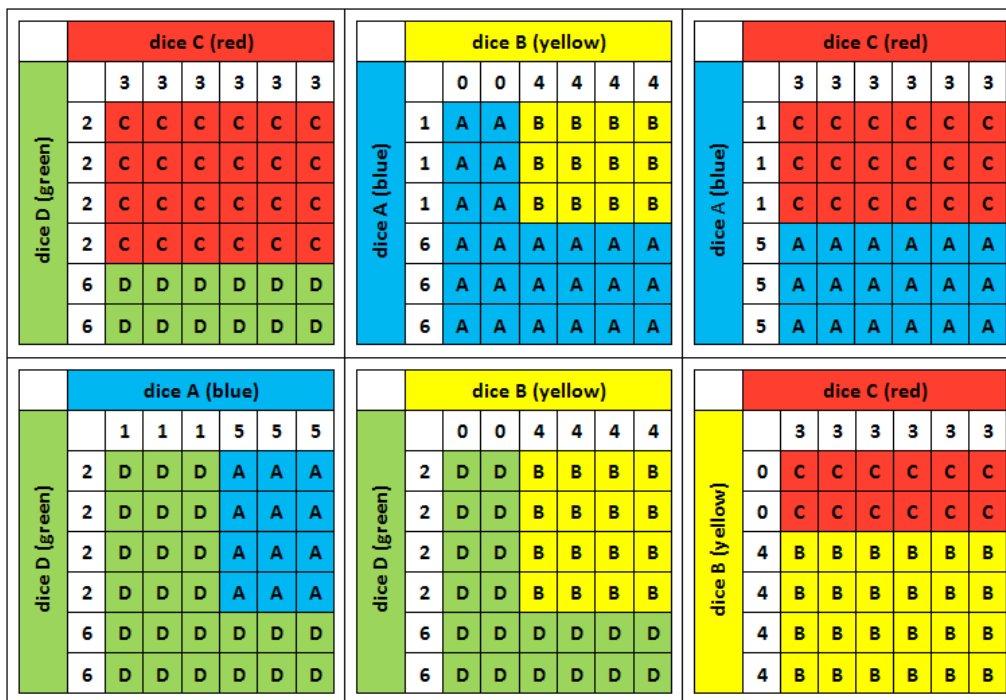 dice C (red)
3 3 3 3 3 3
dice D (green)
2 C C C C C C
2 C C C C C C
2 C C C C C C
2 C C C C C C
6 D D D D D D
6 D D D D D D
dice B (yellow)
0 0 4 4 4 4
dice A (blue)
1 A A B B B B
1 A A B B B B
1 A A B B B B
6 A A A A A A
6 A A A A A A
6 A A A A A A
dice C (red)
3 3 3 3 3 3
dice A (blue)
1 C C C C C C
1 C C C C C C
1 C C C C C C
5 A A A A A A
5 A A A A A A
5 A A A A A A
dice A (blue)
1 1 1 5 5 5
dice D (green)
2 D D D A A A
2 D D D A A A
2 D D D A A A
2 D D D A A A
6 D D D D D D
6 D D D D D D
dice B (yellow)
0 0 4 4 4 4
dice D (green)
2 D D B B B B
2 D D B B B B
2 D D B B B B
2 D D B B B B
6 D D D D D D
6 D D D D D D
dice C (red)
3 3 3 3 3 3
dice B (yellow)
0 C C C C C C
0 C C C C C C
4 B B B B B B
4 B B B B B B
4 B B B B B B
4 B B B B B B